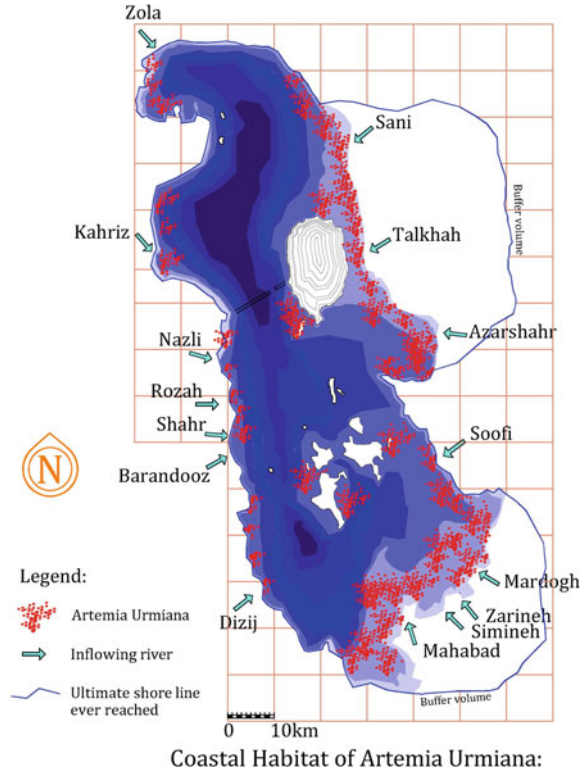 Zola
Sani
Buffer volume
Kahriz
Talkhah
Nazli
Azarshahr
Rozah
Shahr
Soofi
Barandooz
N
Legend:
Artemia Urmiana
Inflowing river
Ultimate shore line
ever reached
Mardogh
Dizij
Zarineh
Simineh
Mahabad
Buffer volume
0 10km
Coastal Habitat of Artemia Urmiana: